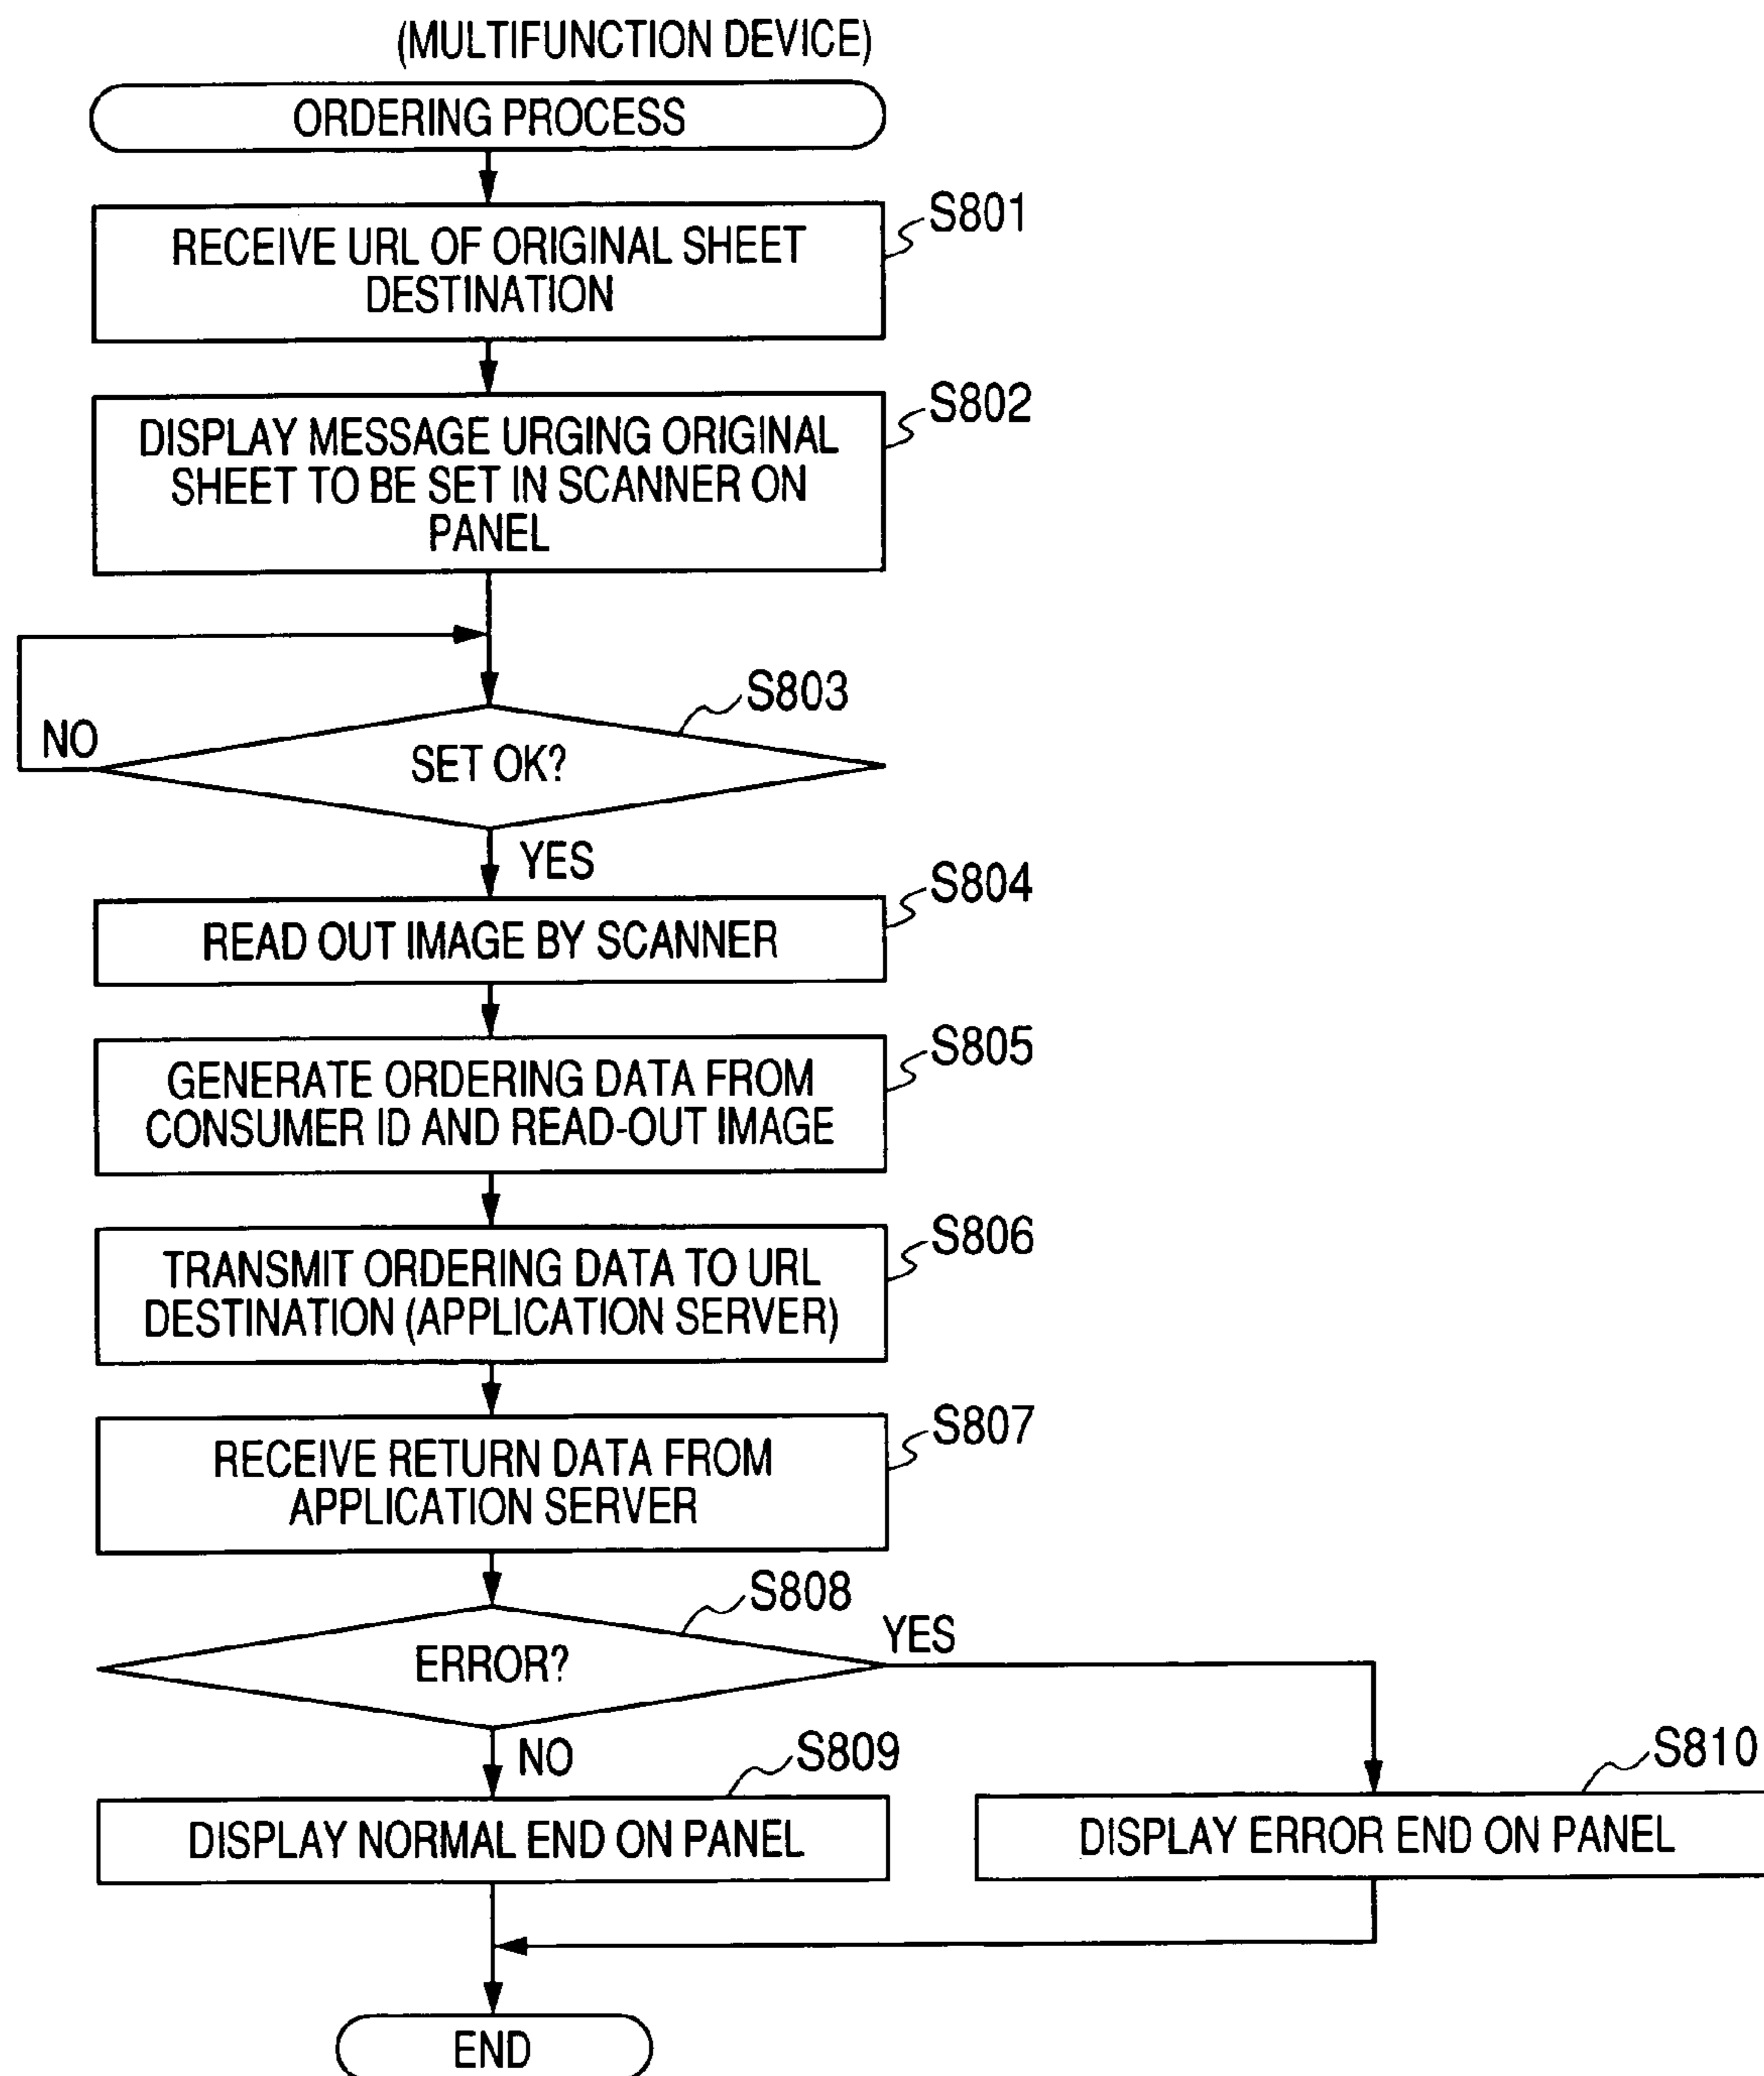 (MULTIFUNCTION DEVICE)
ORDERING PROCESS
S801
RECEIVE URL OF ORIGINAL SHEET
DESTINATION
S802
DISPLAY MESSAGE URGING ORIGINAL
SHEET TO BE SET IN SCANNER ON
PANEL
S803
NO
SET OK?
YES
S804
READ OUT IMAGE BY SCANNER
S805
GENERATE ORDERING DATA FROM
CONSUMER ID AND READ-OUT IMAGE
S806
TRANSMIT ORDERING DATA TO URL
DESTINATION (APPLICATION SERVER)
S807
RECEIVE RETURN DATA FROM
APPLICATION SERVER
S808
YES
ERROR?
NO
S809
DISPLAY NORMAL END ON PANEL
S810
DISPLAY ERROR END ON PANEL
END